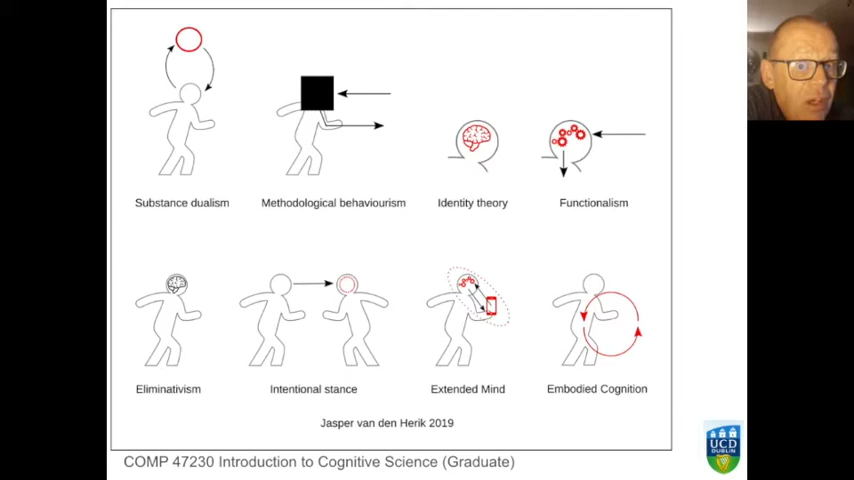 Substance dualism
Methodological behaviourism
Identity theory
Functionalism
Eliminativism
Intentional stance
Extended Mind
Embodied Cognition
Jasper van den Herik 2019
COMP 47230 Introduction to Cognitive Science (Graduate)
UCD
DUBLIN